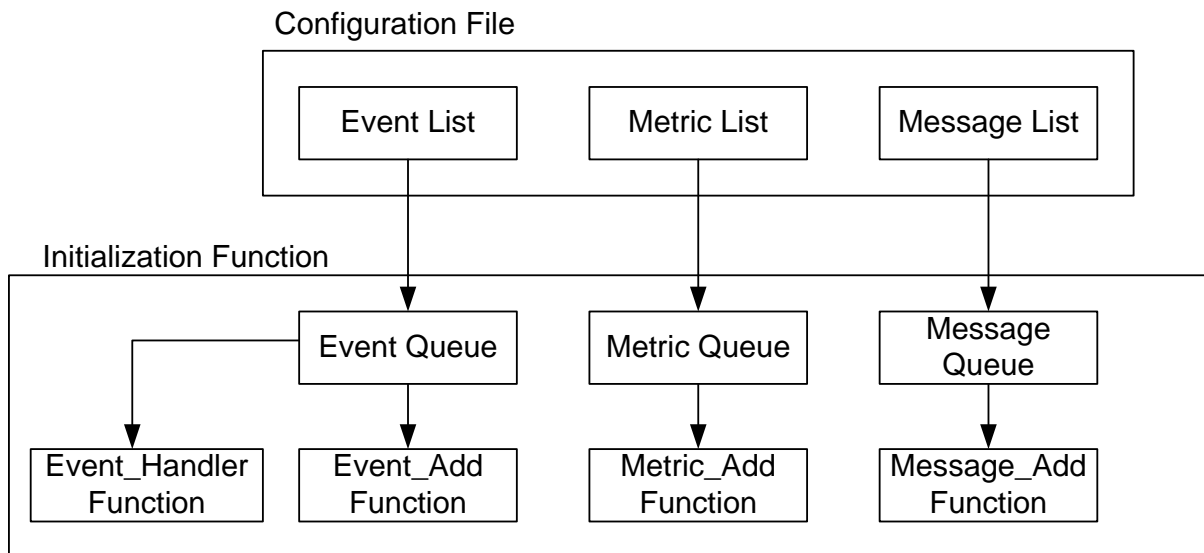 Configuration File
Event List
Metric List
Message List
Initialization Function
Event Queue
Metric Queue
Message
Queue
Event_Handler
Function
Event_Add
Function
Metric_Add
Function
Message_Add
Function